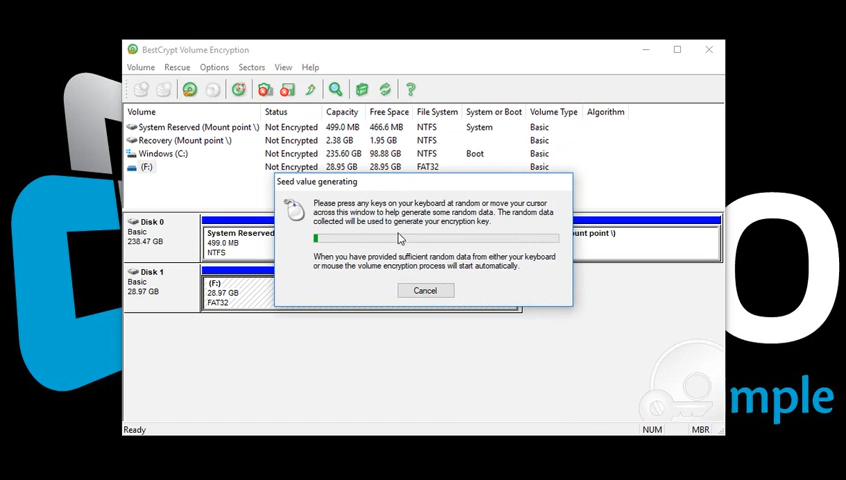 BestCrypt Volume Encryption
Volume Rescue Options Sectors View Help
Volume Status Capacity Free Space File System System or Boot Volume Type Algorithm
System Reserved (Mount point \) Not Encrypted 499.0 MB 466.6 MB NTFS System Basic
Recovery (Mount point \) Not Encrypted 2.38 GB 1.95 GB NTFS Basic
Windows (C:) Not Encrypted 235.60 GB 98.88 GB NTFS Boot Basic
(F:) Not Encrypted 28.95 GB 28.95 GB FAT32 Basic
Seed value generating
Please press any keys on your keyboard at random or move your cursor
across this window to help generate some random data. The random data
collected will be used to generate your encryption key.
When you have provided sufficient random data from either your keyboard
or mouse the volume encryption process will start automatically.
Cancel
Disk 0
Basic
238.47 GB
System Reserved
499.0 MB
NTFS
ount point \)
Disk 1
Basic
28.97 GB
(F:)
28.97 GB
FAT32
O
mple
Ready NUM MBR